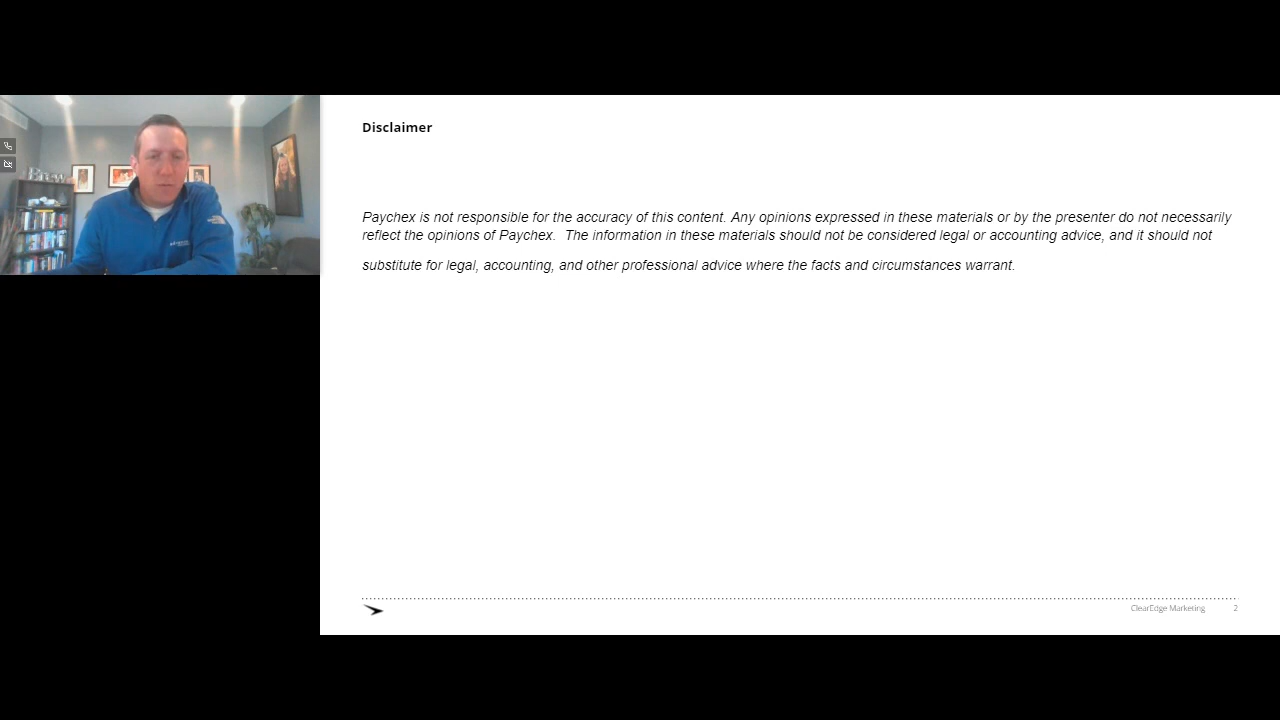 Disclaimer
Paychex is not responsible for the accuracy of this content. Any opinions expressed in these materials or by the presenter do not necessarily
reflect the opinions of Paychex.  The information in these materials should not be considered legal or accounting advice, and it should not
substitute for legal, accounting, and other professional advice where the facts and circumstances warrant.
ClearEdge Marketing 2